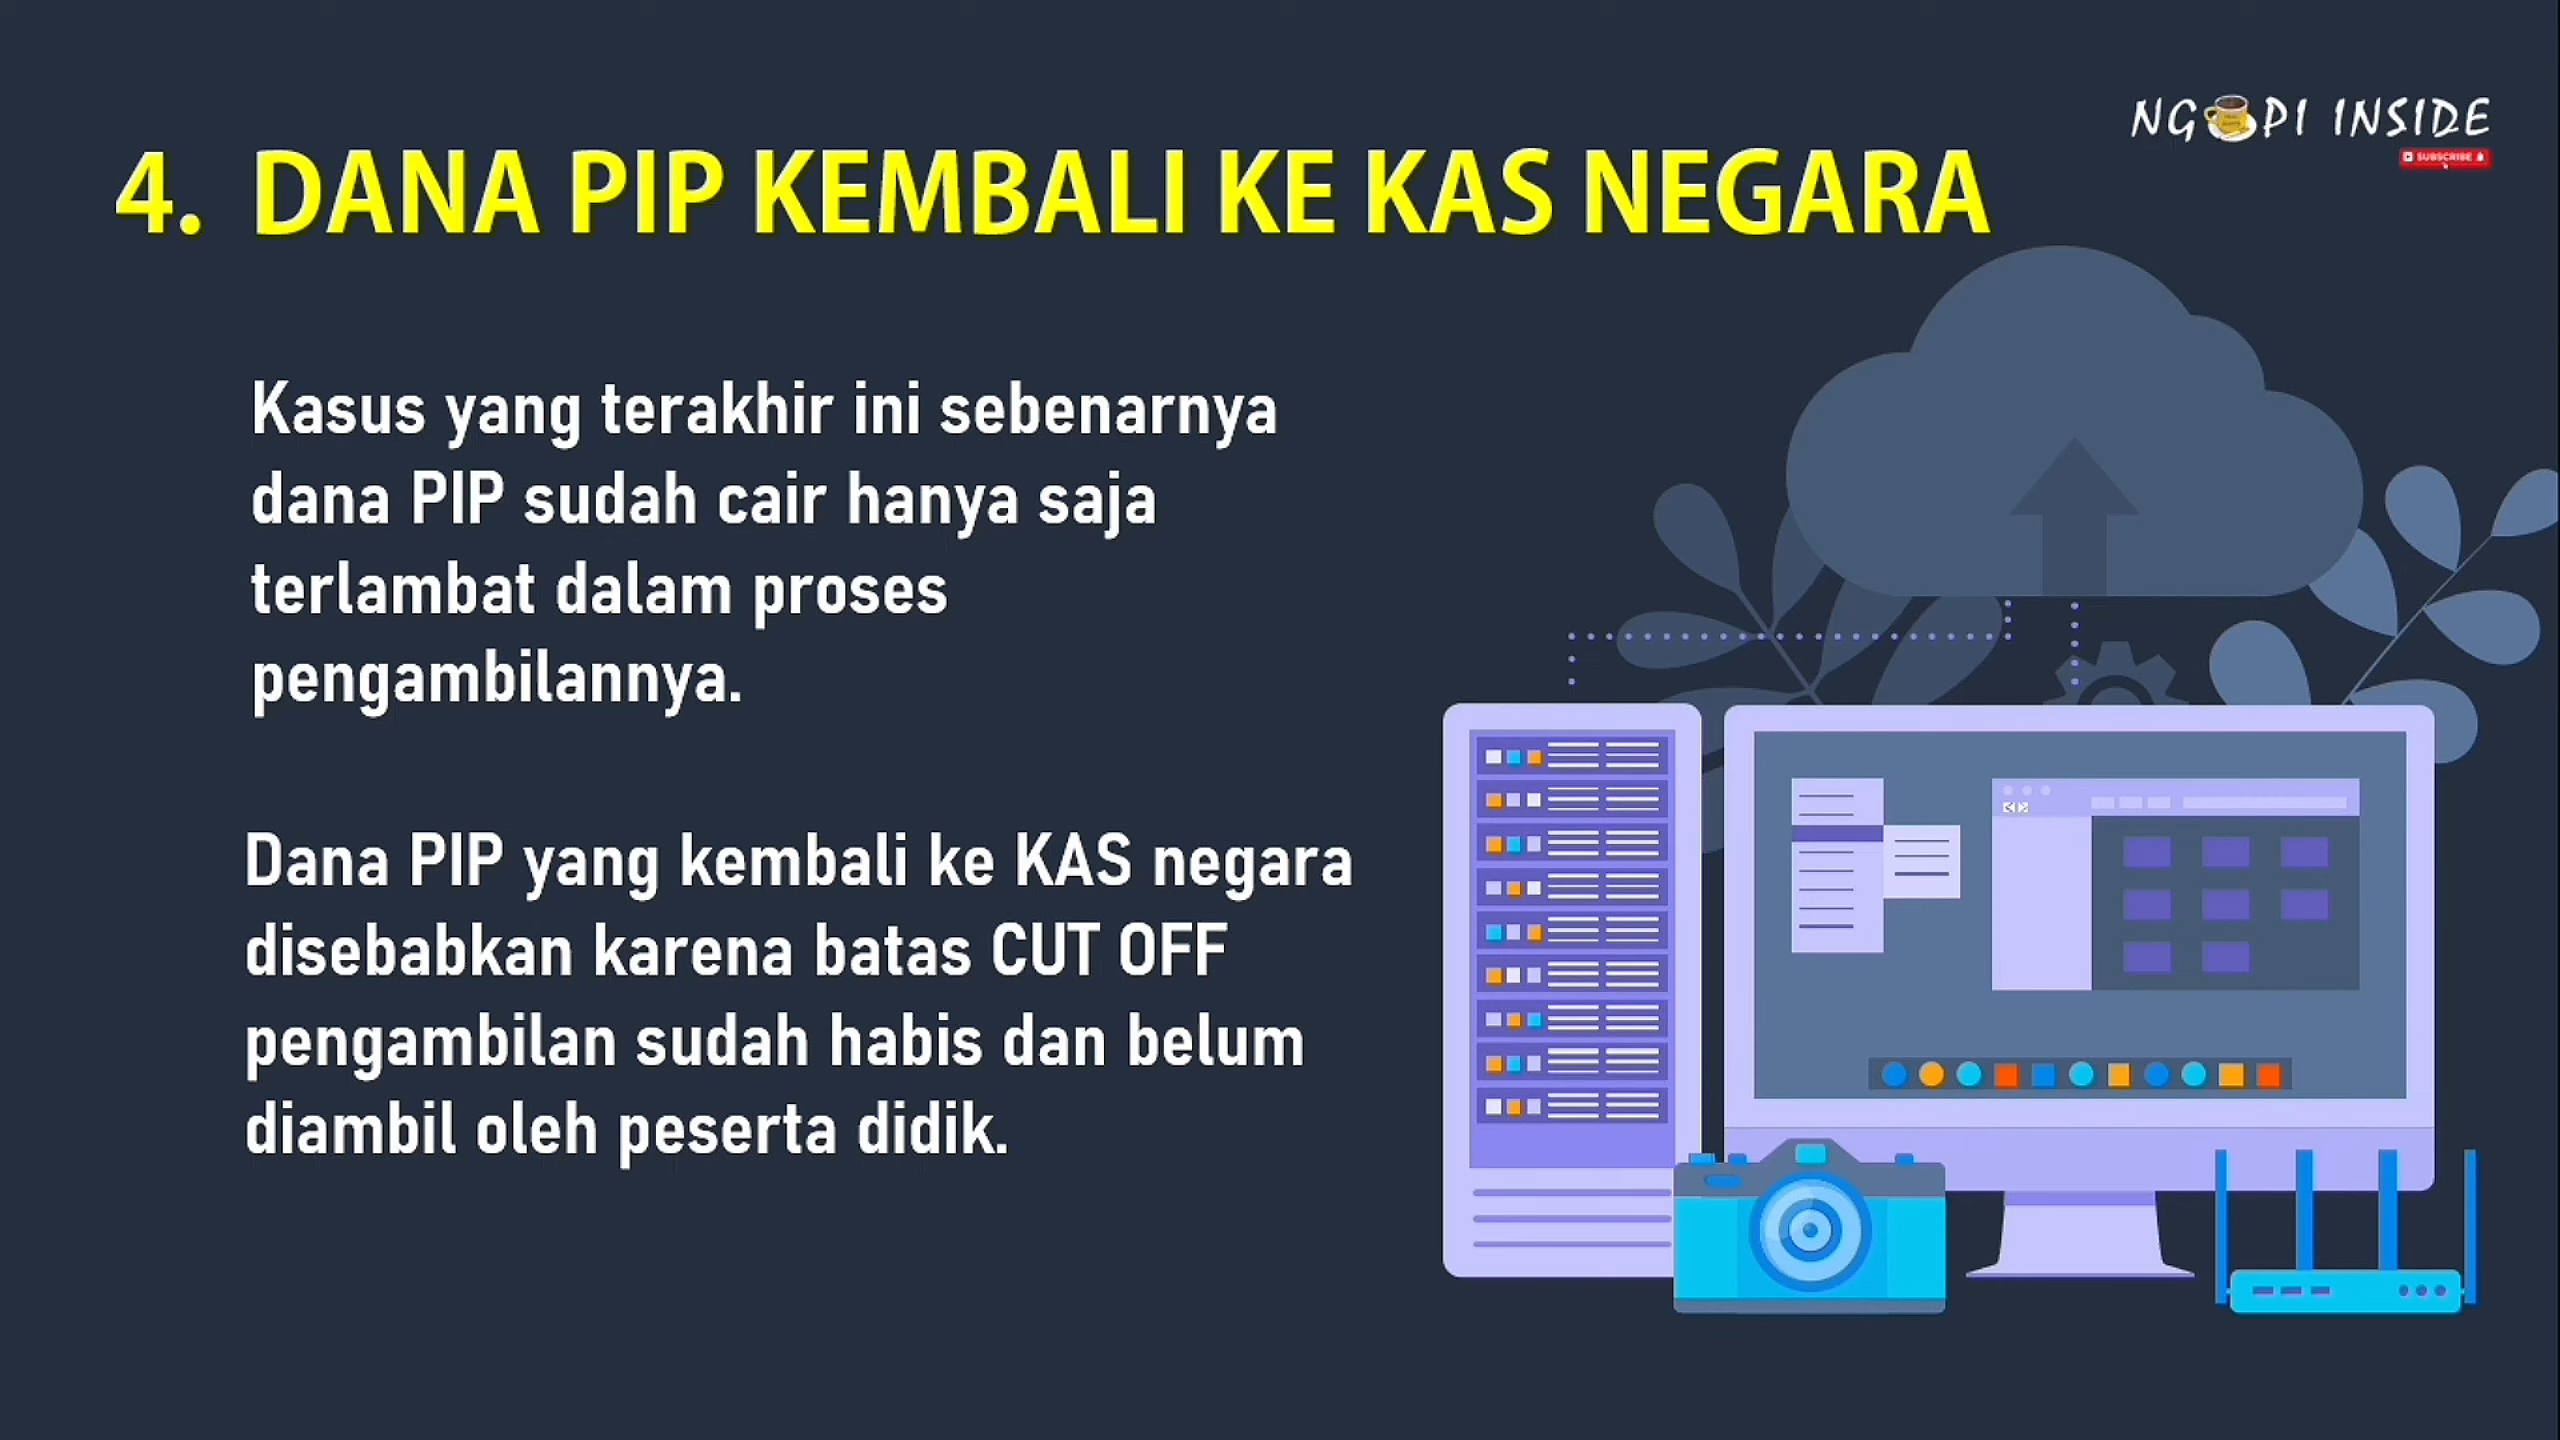 NGOPI INSIDE
SUBSCRIBE
4. DANA PIP KEMBALI KE KAS NEGARA
Kasus yang terakhir ini sebenarnya
dana PIP sudah cair hanya saja
terlambat dalam proses
pengambilannya.
Dana PIP yang kembali ke KAS negara
disebabkan karena batas CUT OFF
pengambilan sudah habis dan belum
diambil oleh peserta didik.